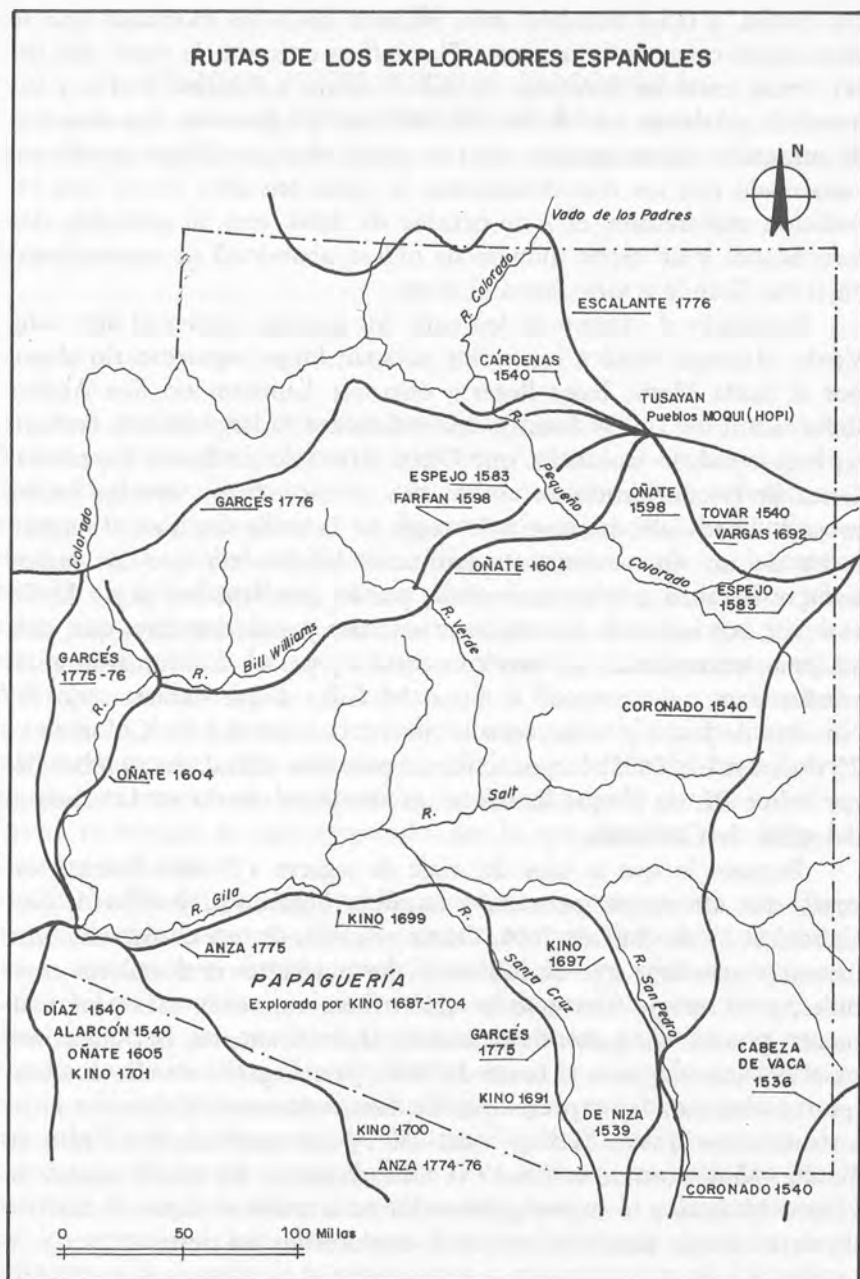 RUTAS DE LOS EXPLORADORES ESPAÑOLES
N
Vado de los Padres
R. Colorado
ESCALANTE 1776
CÁRDENAS
1540
TUSAYAN
Pueblos MOQUI (HOPI)
R.
Pequeño
Colorado
Colorado
ESPEJO 1583
FARFAN 1598
GARCÉS 1776
OÑATE
1598
TOVAR 1540
VARGAS 1692
OÑATE 1604
ESPEJO
1583
R. Verde
GARCÉS
1775-76
R. Bill Williams
CORONADO 1540
OÑATE 1604
R. Salt
R. Gila
KINO 1699
ANZA 1775
R. Santa Cruz
KINO
1697
R. San Pedro
PAPAGUERÍA
Explorada por KINO 1687-1704
DÍAZ 1540
ALARCÓN 1540
OÑATE 1605
KINO 1701
GARCÉS
1775
CABEZA
DE VACA
1536
KINO 1691
DE NIZA
1539
KINO 1700
ANZA 1774-76
CORONADO 1540
0 50 100 Millas